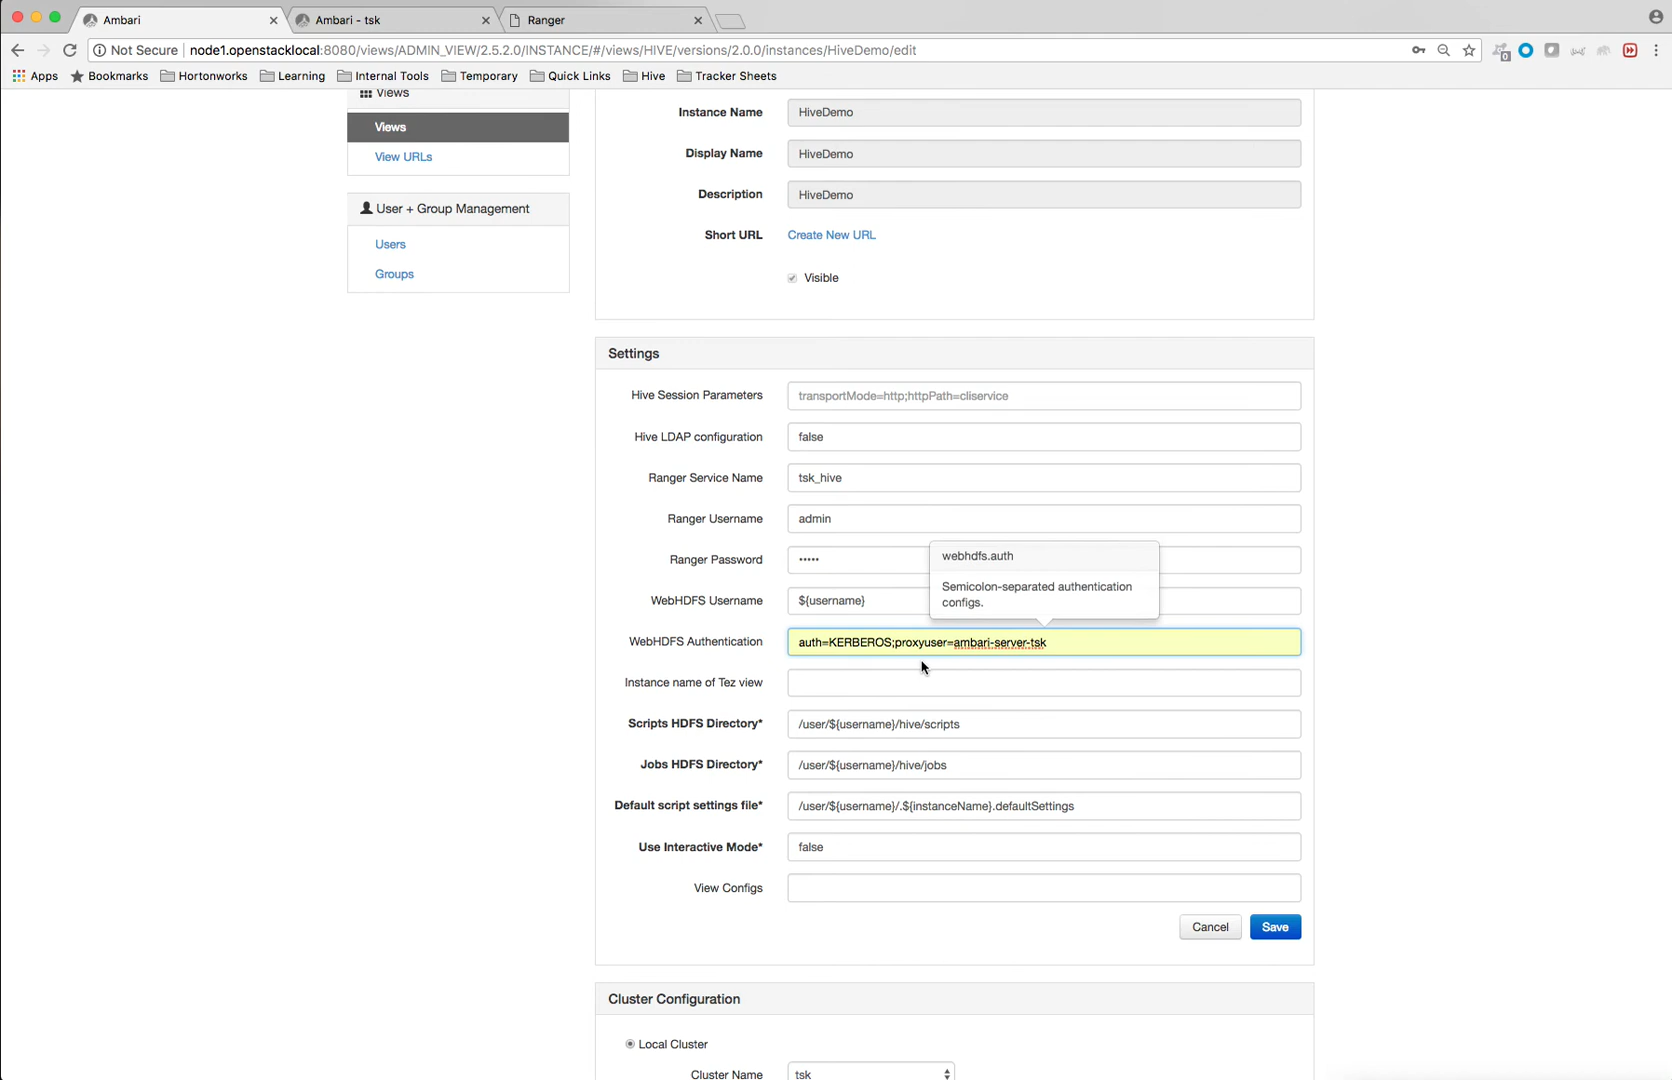 Ambari
Ambari - tsk
Ranger
Not Secure
node1.openstacklocal:8080/views/ADMIN_VIEW/2.5.2.0/INSTANCE/#/views/HIVE/versions/2.0.0/instances/HiveDemo/edit
0
Apps
Bookmarks
Hortonworks
Learning
Internal Tools
Temporary
Quick Links
Hive
Tracker Sheets
Views
Views
View URLs
User + Group Management
Users
Groups
Instance Name
HiveDemo
Display Name
HiveDemo
Description
HiveDemo
Short URL
Create New URL
Visible
Settings
Hive Session Parameters
transportMode=http;httpPath=cliservice
Hive LDAP configuration
false
Ranger Service Name
tsk_hive
Ranger Username
admin
Ranger Password
•••••
webhdfs.auth
Semicolon-separated authentication
configs.
WebHDFS Username
${username}
WebHDFS Authentication
auth=KERBEROS;proxyuser=ambari-server-tsk
Instance name of Tez view
Scripts HDFS Directory*
/user/${username}/hive/scripts
Jobs HDFS Directory*
/user/${username}/hive/jobs
Default script settings file*
/user/${username}/.${instanceName}.defaultSettings
Use Interactive Mode*
false
View Configs
Cancel
Save
Cluster Configuration
Local Cluster
Cluster Name
tsk